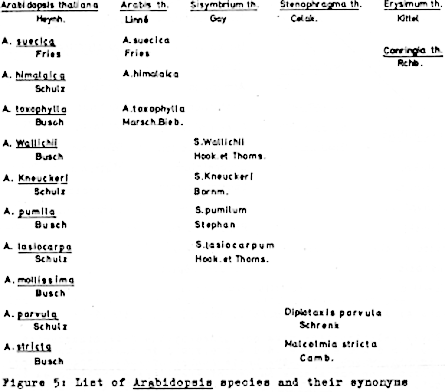 Arabidopsis thaliana Arabis th. Sisymbrium th. Stenophragma th. Erysimum th.
Heynh. Linné Gay Celak. Kittel
A. suecica A.suecica
Fries Fries Conringia th.
Rchb.
A. himalaica A.himalaica
Schulz
A. toxophylla A.toxophylla
Busch Marsch.Bieb.
A. Wallichii S.Wallichii
Busch Hook.et Thoms.
A. Kneuckeri S.Kneuckeri
Schulz Bornm.
A. pumila S.pumilum
Busch Stephan
A. lasiocarpa S.lasiocarpum
Schulz Hook.et Thoms.
A. mollissima
Busch
A. parvula Diplotaxis parvula
Schulz Schrenk
A. stricta Malcolmia stricta
Busch Camb.
Figure 5: List of Arabidopsis species and their synonyms